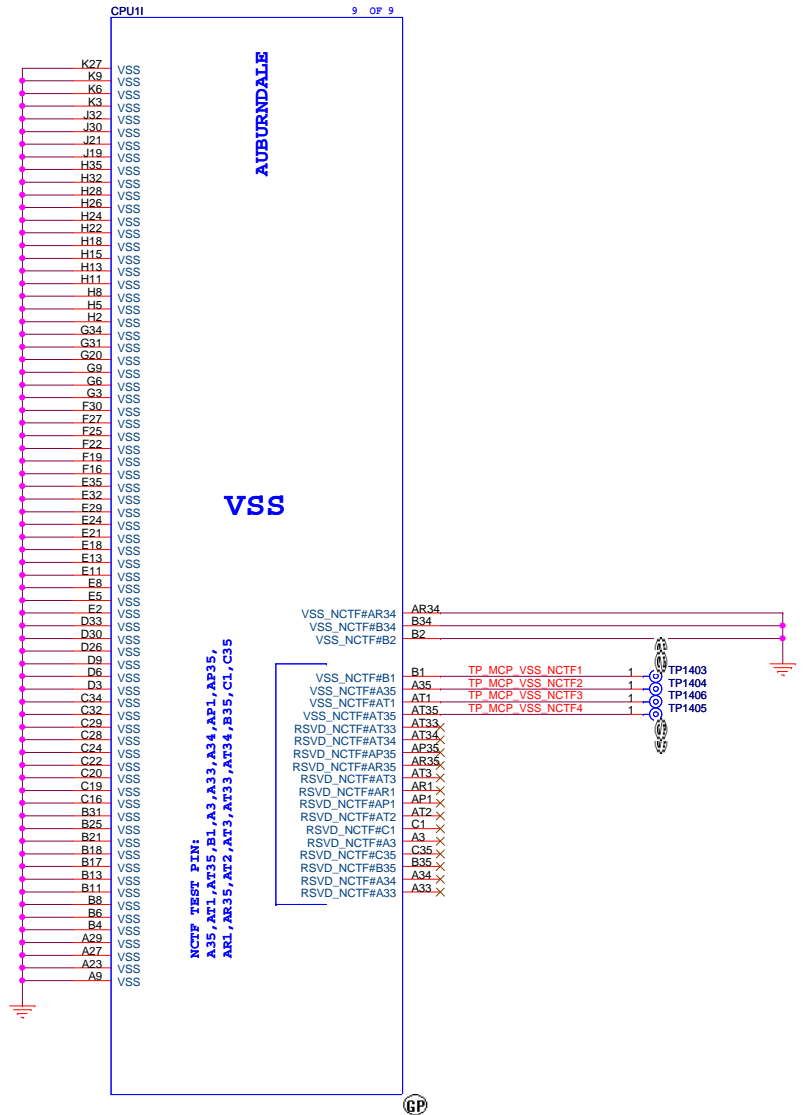 CPU1I
9 OF 9
AUBURNDALE
K27 VSS
K9 VSS
K6 VSS
K3 VSS
J32 VSS
J30 VSS
J21 VSS
J19 VSS
H35 VSS
H32 VSS
H28 VSS
H26 VSS
H24 VSS
H22 VSS
H18 VSS
H15 VSS
H13 VSS
H11 VSS
H8 VSS
H5 VSS
H2 VSS
G34 VSS
G31 VSS
G20 VSS
G9 VSS
G6 VSS
G3 VSS
F30 VSS
F27 VSS
F25 VSS
F22 VSS
F19 VSS
F16 VSS
E35 VSS
E32 VSS
E29 VSS
E24 VSS
E21 VSS
E18 VSS
E13 VSS
E11 VSS
E8 VSS
E5 VSS
E2 VSS
D33 VSS
D30 VSS
D26 VSS
D9 VSS
D6 VSS
D3 VSS
C34 VSS
C32 VSS
C29 VSS
C28 VSS
C24 VSS
C22 VSS
C20 VSS
C19 VSS
C16 VSS
B31 VSS
B25 VSS
B21 VSS
B18 VSS
B17 VSS
B13 VSS
B11 VSS
B8 VSS
B6 VSS
B4 VSS
A29 VSS
A27 VSS
A23 VSS
A9 VSS
VSS
NCTF TEST PIN:
A35,AT1,AT35,B1,A3,A33,A34,AP1,AP35,
AR1,AR35,AT2,AT3,AT33,AT34,B35,C1,C35
VSS_NCTF#AR34 AR34
VSS_NCTF#B34 B34
VSS_NCTF#B2 B2
VSS_NCTF#B1 B1 TP_MCP_VSS_NCTF1 1 TP1403
VSS_NCTF#A35 A35 TP_MCP_VSS_NCTF2 1 TP1404
VSS_NCTF#AT1 AT1 TP_MCP_VSS_NCTF3 1 TP1406
VSS_NCTF#AT35 AT35 TP_MCP_VSS_NCTF4 1 TP1405
RSVD_NCTF#AT33 AT33
RSVD_NCTF#AT34 AT34
RSVD_NCTF#AP35 AP35
RSVD_NCTF#AR35 AR35
RSVD_NCTF#AT3 AT3
RSVD_NCTF#AR1 AR1
RSVD_NCTF#AP1 AP1
RSVD_NCTF#AT2 AT2
RSVD_NCTF#C1 C1
RSVD_NCTF#A3 A3
RSVD_NCTF#C35 C35
RSVD_NCTF#B35 B35
RSVD_NCTF#A34 A34
RSVD_NCTF#A33 A33
GP